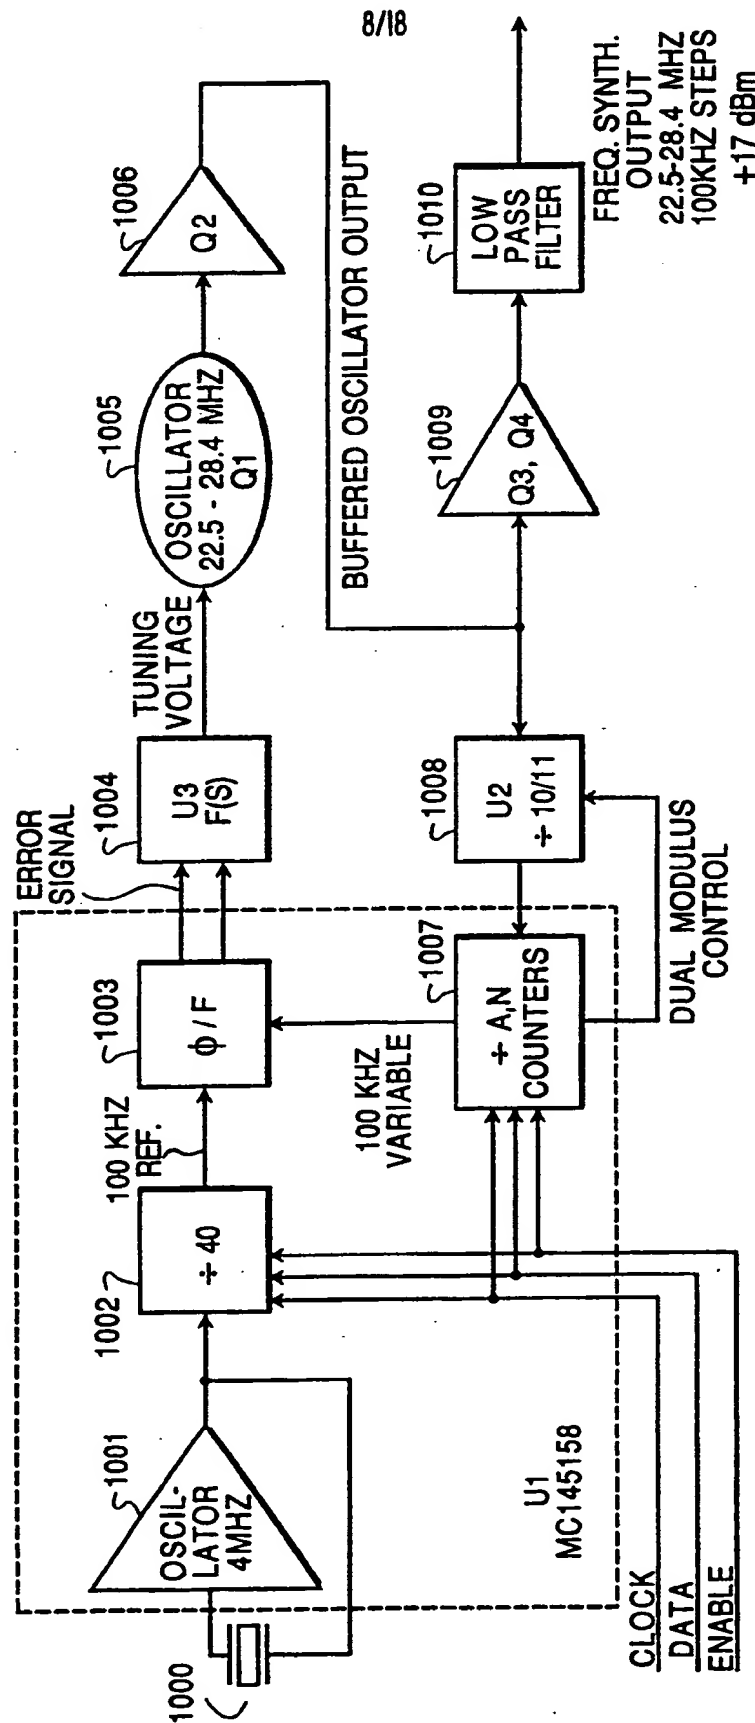 8/18
1000
1001
OSCIL-
LATOR
4MHZ
1002
÷ 40
100 KHZ
REF.
1003
ϕ / F
ERROR
SIGNAL
1004
U3
F(S)
TUNING
VOLTAGE
1005
OSCILLATOR
22.5 - 28.4 MHZ
Q1
1006
Q2
BUFFERED OSCILLATOR OUTPUT
100 KHZ
VARIABLE
1007
÷ A,N
COUNTERS
1008
U2
÷ 10/11
DUAL MODULUS
CONTROL
1009
Q3, Q4
1010
LOW
PASS
FILTER
FREQ. SYNTH.
OUTPUT
22.5-28.4 MHZ
100KHZ STEPS
+17 dBm
U1
MC145158
CLOCK
DATA
ENABLE